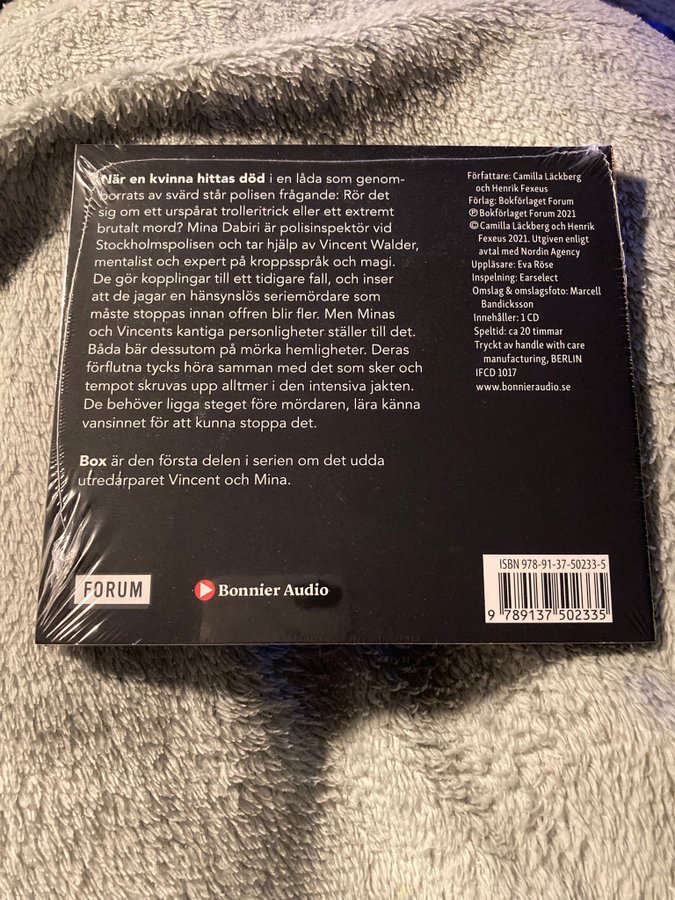 När en kvinna hittas död i en låda som genom-
borrats av svärd står polisen frågande: Rör det
sig om ett urspårat trolleritrick eller ett extremt
brutalt mord? Mina Dabiri är polisinspektör vid
Stockholmspolisen och tar hjälp av Vincent Walder,
mentalist och expert på kroppsspråk och magi.
De gör kopplingar till ett tidigare fall, och inser
att de jagar en hänsynslös seriemördare som
måste stoppas innan offren blir fler. Men Minas
och Vincents kantiga personligheter ställer till det.
Båda bär dessutom på mörka hemligheter. Deras
förflutna tycks höra samman med det som sker och
tempot skruvas upp alltmer i den intensiva jakten.
De behöver ligga steget före mördaren, lära känna
vansinnet för att kunna stoppa det.
Box är den första delen i serien om det udda
utredarparet Vincent och Mina.
Författare: Camilla Läckberg
och Henrik Fexeus
Förlag: Bokförlaget Forum
℗ Bokförlaget Forum 2021
© Camilla Läckberg och Henrik
Fexeus 2021. Utgiven enligt
avtal med Nordin Agency
Uppläsare: Eva Röse
Inspelning: Earselect
Omslag & omslagsfoto: Marcell
Bandicksson
Innehåller: 1 CD
Speltid: ca 20 timmar
Tryckt av handle with care
manufacturing, BERLIN
IFCD 1017
www.bonnieraudio.se
FORUM
Bonnier Audio
ISBN 978-91-37-50233-5
9 789137 502335